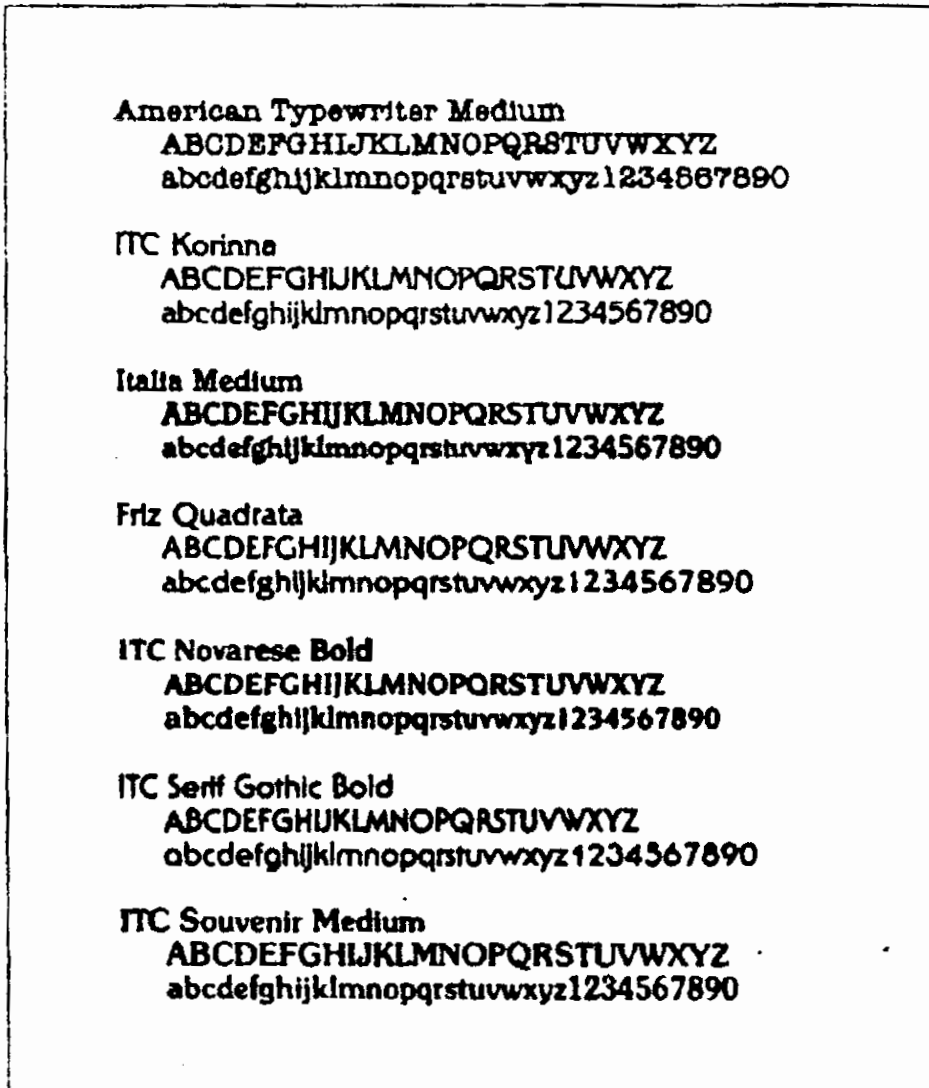 American Typewriter Medium
ABCDEFGHIJKLMNOPQRSTUVWXYZ
abcdefghijklmnopqrstuvwxyz1234567890
ITC Korinna
ABCDEFGHIJKLMNOPQRSTUVWXYZ
abcdefghijklmnopqrstuvwxyz1234567890
Italia Medium
ABCDEFGHIJKLMNOPQRSTUVWXYZ
abcdefghijklmnopqrstuvwxyz1234567890
Friz Quadrata
ABCDEFGHIJKLMNOPQRSTUVWXYZ
abcdefghijklmnopqrstuvwxyz1234567890
ITC Novarese Bold
ABCDEFGHIJKLMNOPQRSTUVWXYZ
abcdefghijklmnopqrstuvwxyz1234567890
ITC Serif Gothic Bold
ABCDEFGHIJKLMNOPQRSTUVWXYZ
abcdefghijklmnopqrstuvwxyz1234567890
ITC Souvenir Medium
ABCDEFGHIJKLMNOPQRSTUVWXYZ
abcdefghijklmnopqrstuvwxyz1234567890